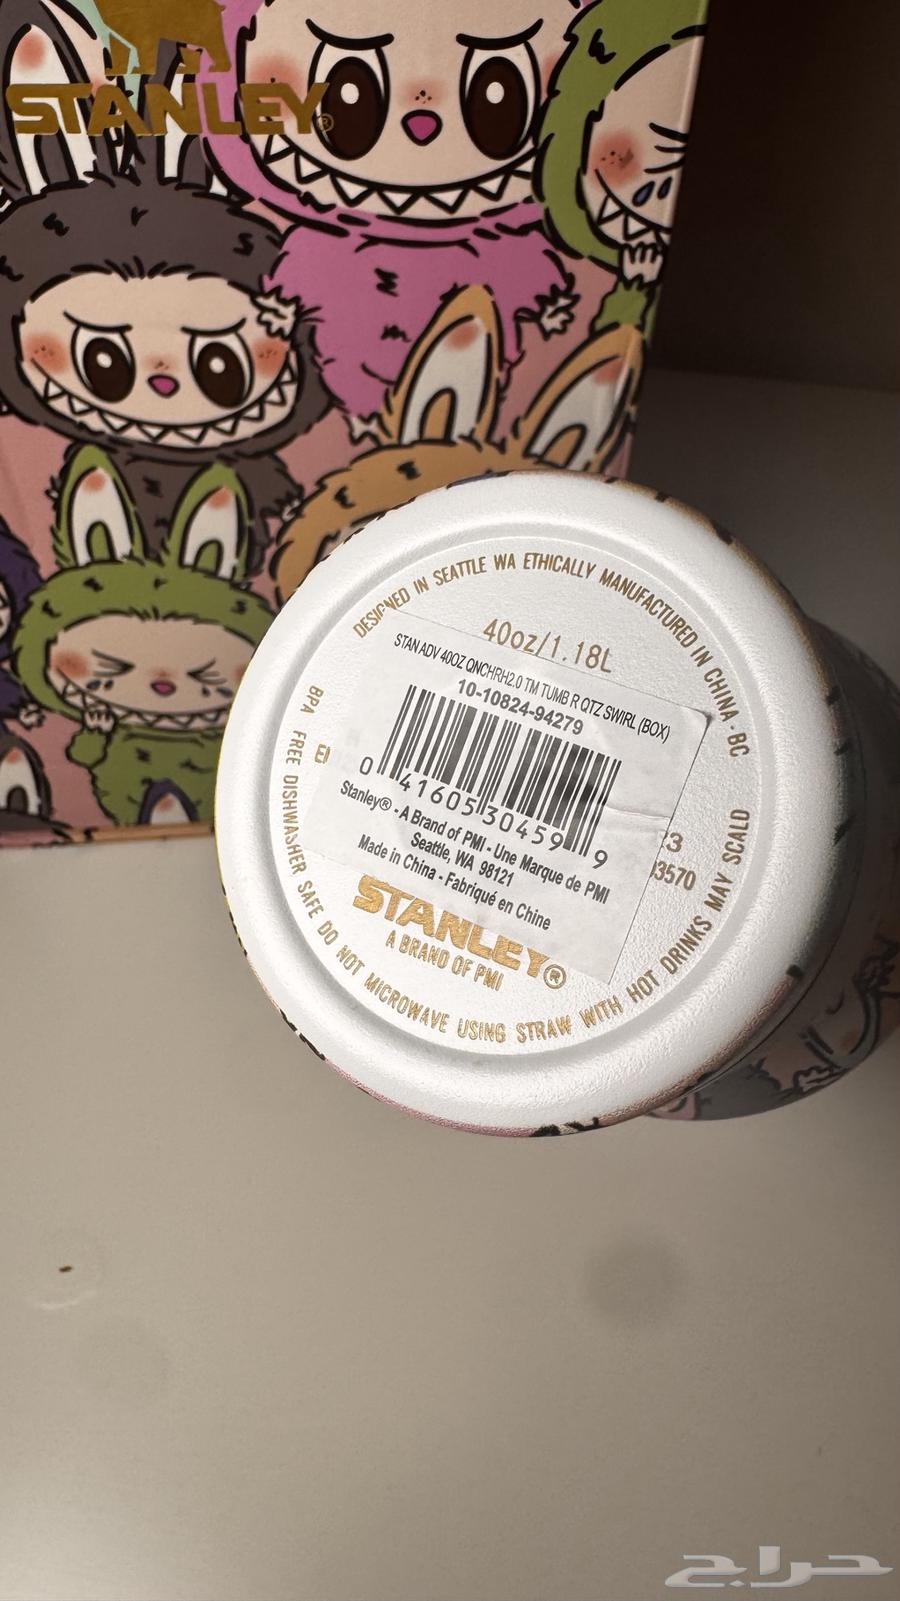 STANLEY®
DESIGNED IN SEATTLE WA ETHICALLY MANUFACTURED IN CHINA · BC
40oz/1.18L
STAN ADV 40OZ QNCHRH2.0 TM TUMB R QTZ SWIRL (BOX)
10-10824-94279
0 41605 30459 9
Stanley® - A Brand of PMI - Une Marque de PMI
Seattle, WA 98121
Made in China - Fabriqué en Chine
3570
STANLEY®
A BRAND OF PMI
BPA FREE DISHWASHER SAFE DO NOT MICROWAVE USING STRAW WITH HOT DRINKS MAY SCALD
حراج